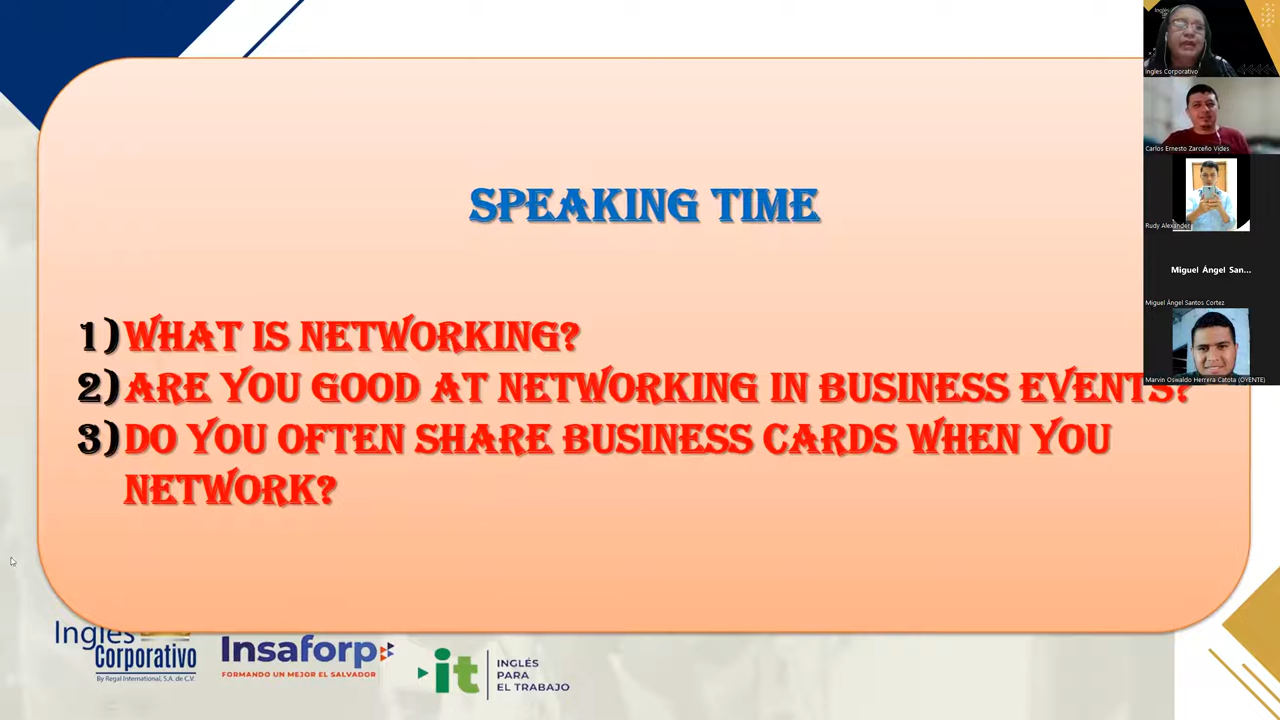 SPEAKING TIME
1) WHAT IS NETWORKING?
2) ARE YOU GOOD AT NETWORKING IN BUSINESS EVENTS?
3) DO YOU OFTEN SHARE BUSINESS CARDS WHEN YOU
NETWORK?
Ingles Corporativo
Carlos Ernesto Zarceño Vides
Rudy Alexander
Miguel Ángel San...
Miguel Ángel Santos Cortez
Marvin Oswaldo Herrera Catota (OYENTE)
Inglés
Corporativo
By Regal International, S.A. de C.V.
Insaforp
FORMANDO UN MEJOR EL SALVADOR
it
INGLÉS
PARA
EL TRABAJO